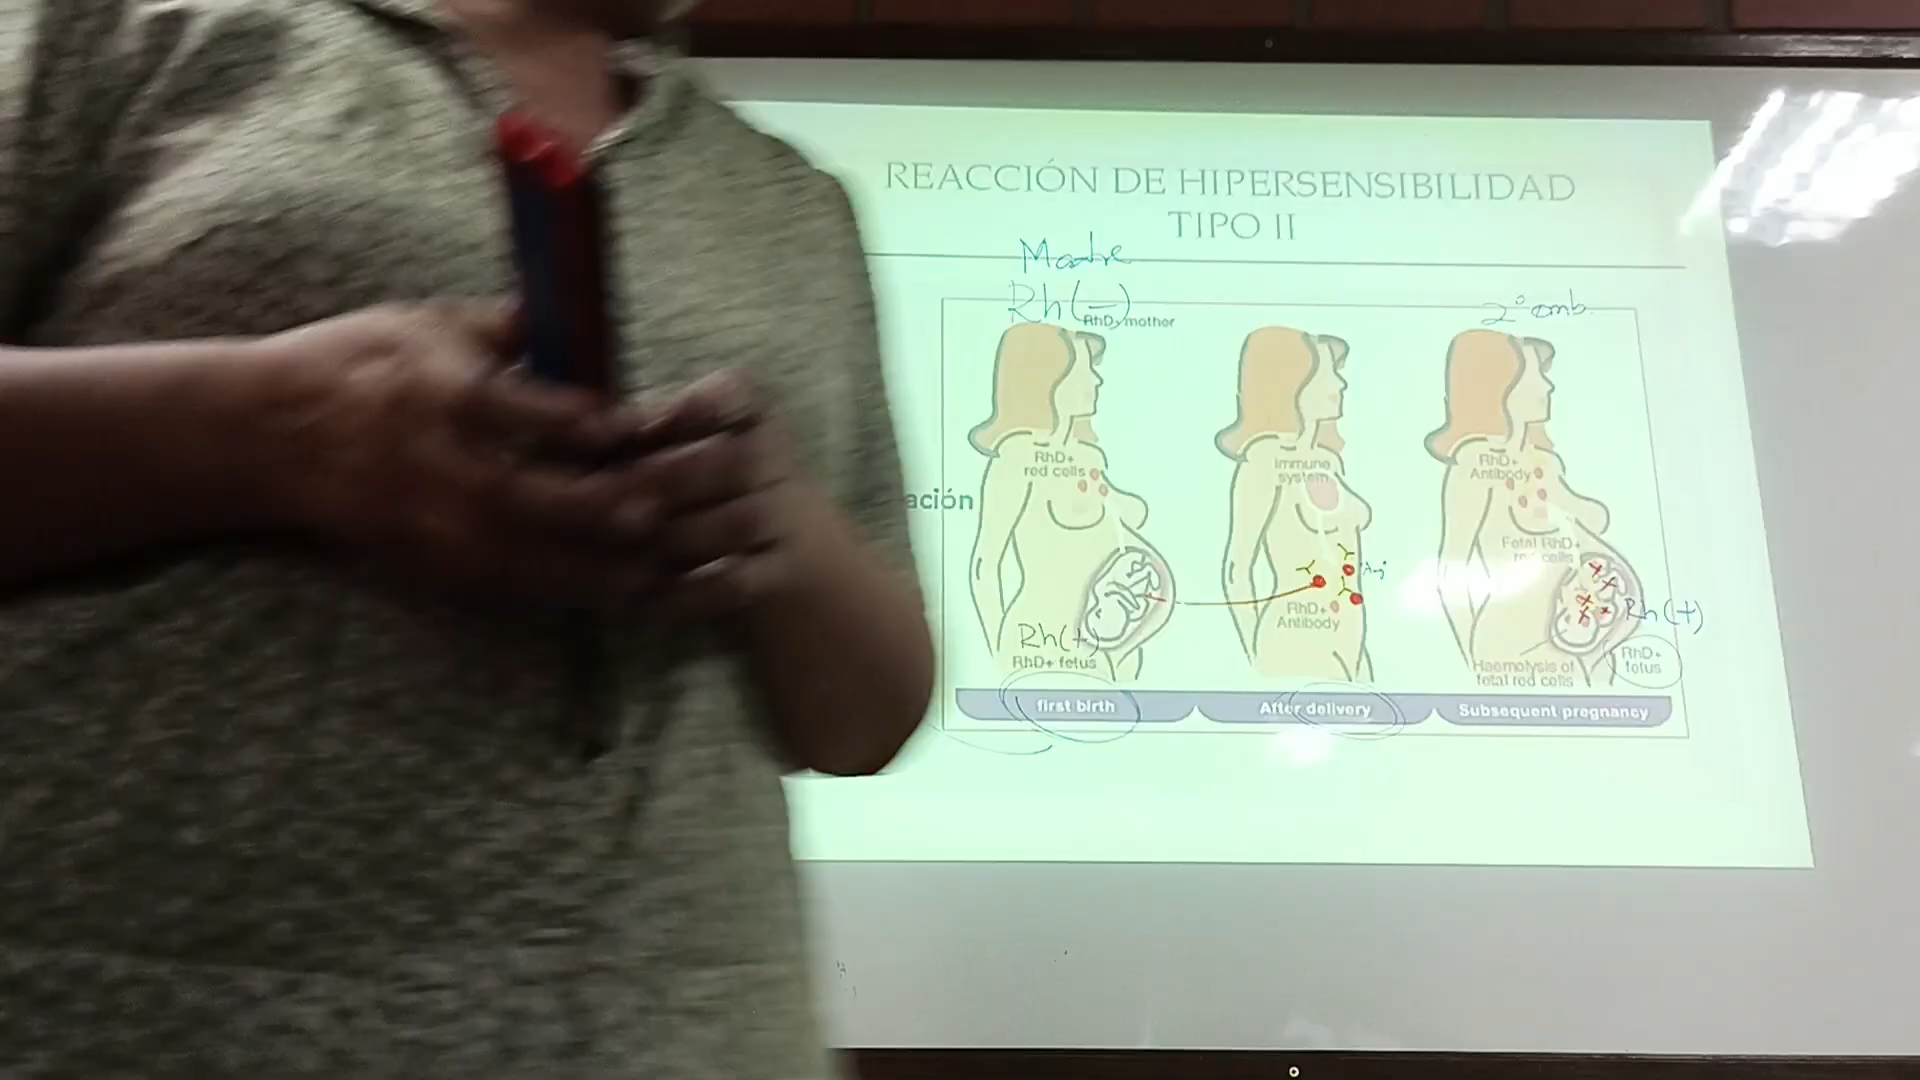 REACCIÓN DE HIPERSENSIBILIDAD
TIPO II
Madre
Rh(-)
RhD- mother
2° emb.
RhD+
red cells
Immune
system
RhD+
Antibody
ación
Fetal RhD+
red cells
"Ag"
RhD+
Antibody
Rh(+)
RhD+ fetus
Rh(+)
RhD+
fetus
Haemolysis of
fetal red cells
first birth
After delivery
Subsequent pregnancy